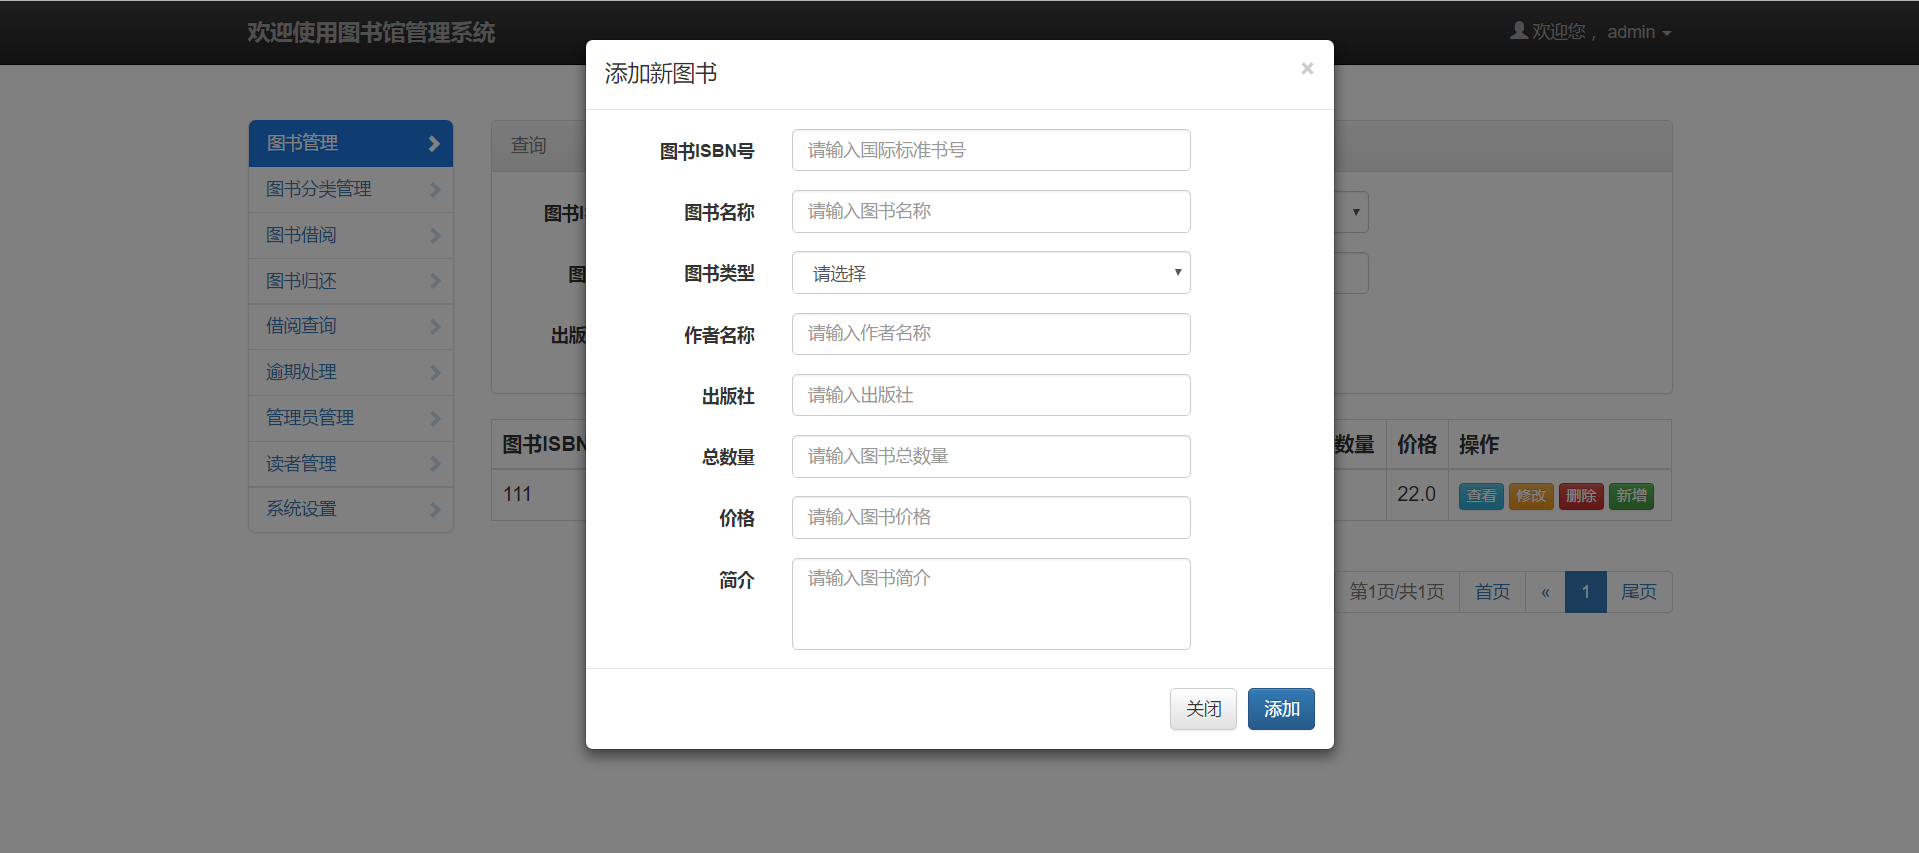 欢迎使用图书馆管理系统
欢迎您， admin
添加新图书
×
图书管理
图书分类管理
图书借阅
图书归还
借阅查询
逾期处理
管理员管理
读者管理
系统设置
查询
图书I
图
出版
图书ISBN号 请输入国际标准书号
图书名称 请输入图书名称
图书类型 请选择
作者名称 请输入作者名称
出版社 请输入出版社
总数量 请输入图书总数量
价格 请输入图书价格
简介 请输入图书简介
关闭 添加
图书ISBN 数量 价格 操作
111 22.0 查看 修改 删除 新增
第1页/共1页 首页 « 1 尾页